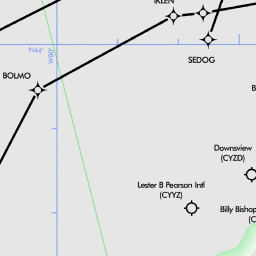 IKLEN
N44°
W80°
SEDOG
BOLMO
Downsview
(CYZD)
Lester B Pearson Intl
(CYYZ)
Billy Bishop